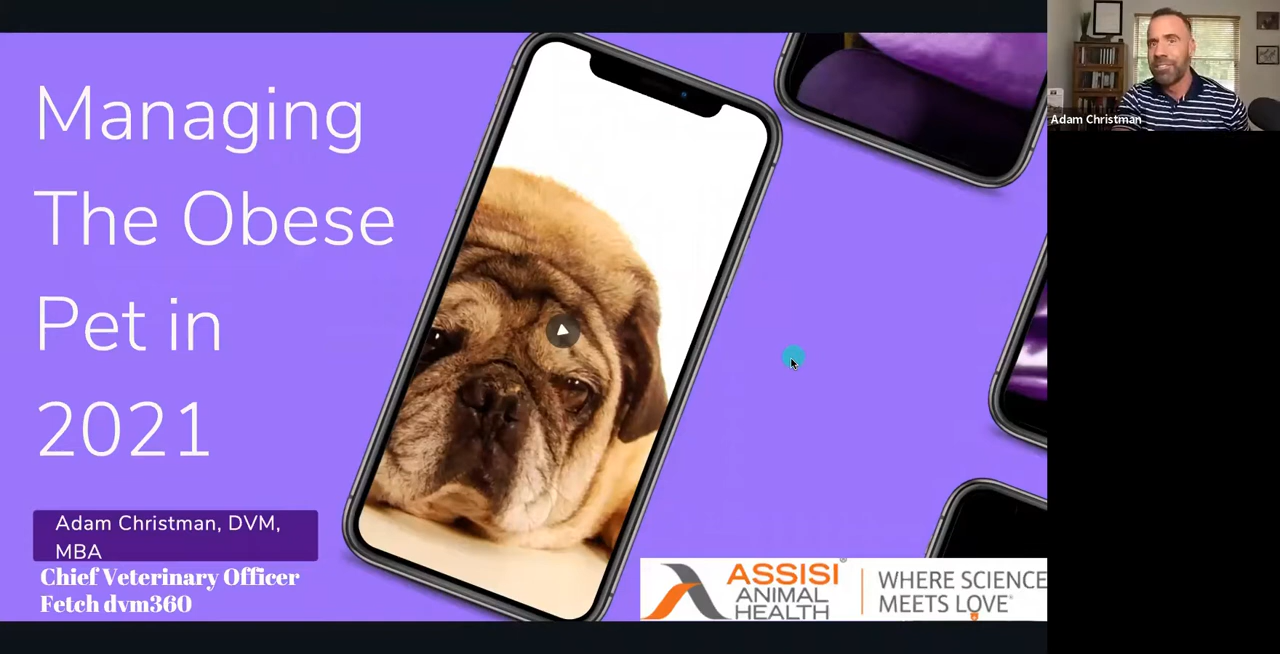 Managing
The Obese
Pet in
2021
Adam Christman, DVM,
MBA
Chief Veterinary Officer
Fetch dvm360
ASSISI®
ANIMAL
HEALTH
WHERE SCIENCE
MEETS LOVE®
Adam Christman